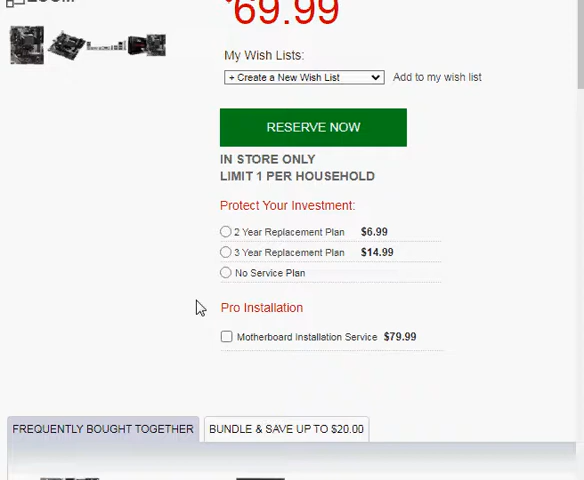 69.99
My Wish Lists:
+ Create a New Wish List
Add to my wish list
RESERVE NOW
IN STORE ONLY
LIMIT 1 PER HOUSEHOLD
Protect Your Investment:
2 Year Replacement Plan $6.99
3 Year Replacement Plan $14.99
No Service Plan
Pro Installation
Motherboard Installation Service $79.99
FREQUENTLY BOUGHT TOGETHER
BUNDLE & SAVE UP TO $20.00